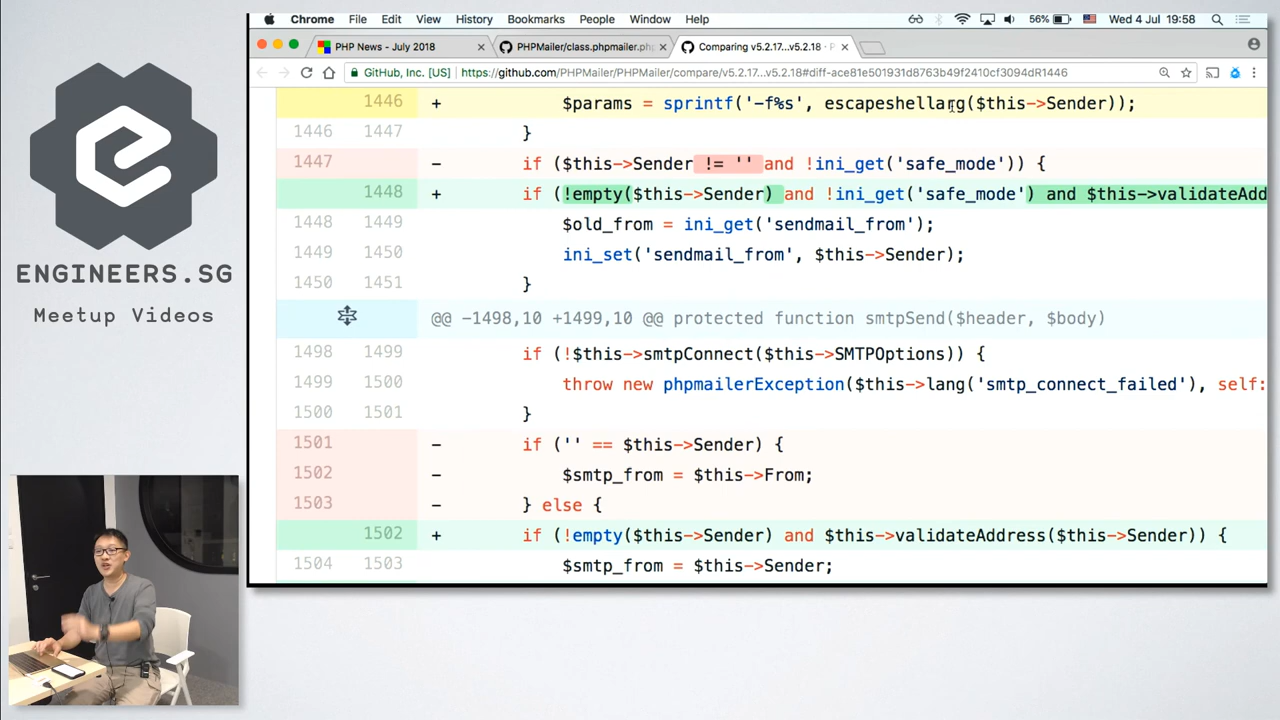 Chrome File Edit View History Bookmarks People Window Help 56% Wed 4 Jul 19:58
PHP News - July 2018 × PHPMailer/class.phpmailer.ph × Comparing v5.2.17...v5.2.18 · P ×
GitHub, Inc. [US] https://github.com/PHPMailer/PHPMailer/compare/v5.2.17...v5.2.18#diff-ace81e501931d8763b49f2410cf3094dR1446
1446 + $params = sprintf('-f%s', escapeshellarg($this->Sender));
1446 1447 }
1447 - if ($this->Sender != '' and !ini_get('safe_mode')) {
1448 + if (!empty($this->Sender) and !ini_get('safe_mode') and $this->validateAdd
1448 1449 $old_from = ini_get('sendmail_from');
1449 1450 ini_set('sendmail_from', $this->Sender);
1450 1451 }
@@ -1498,10 +1499,10 @@ protected function smtpSend($header, $body)
1498 1499 if (!$this->smtpConnect($this->SMTPOptions)) {
1499 1500 throw new phpmailerException($this->lang('smtp_connect_failed'), self:
1500 1501 }
1501 - if ('' == $this->Sender) {
1502 - $smtp_from = $this->From;
1503 - } else {
1502 + if (!empty($this->Sender) and $this->validateAddress($this->Sender)) {
1504 1503 $smtp_from = $this->Sender;
ENGINEERS.SG
Meetup Videos